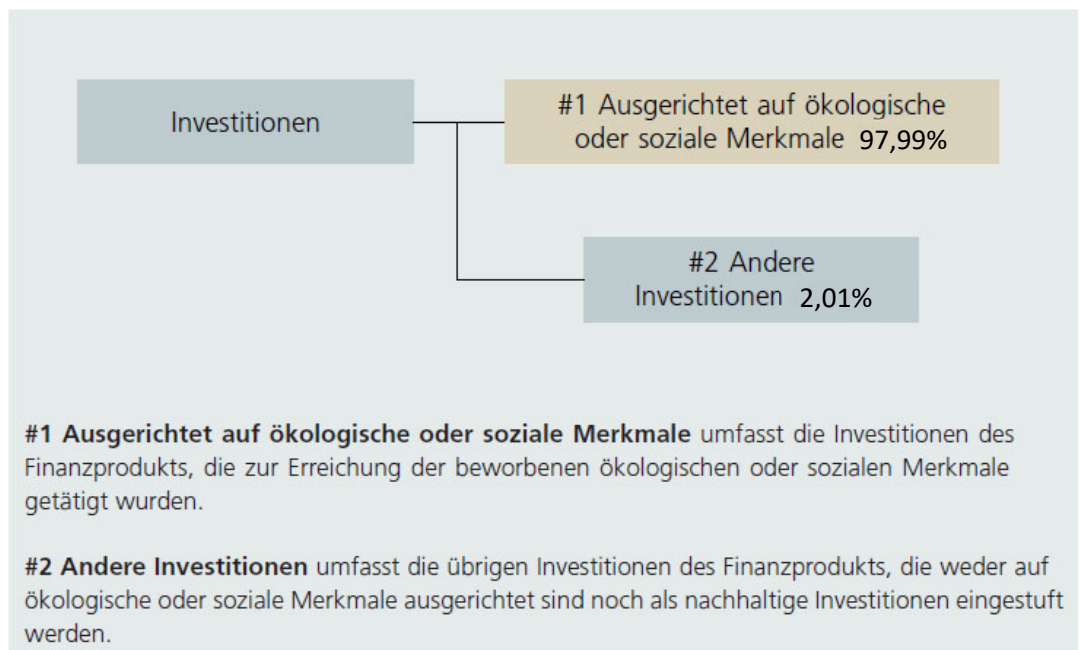 Investitionen
#1 Ausgerichtet auf ökologische
oder soziale Merkmale 97,99%
#2 Andere
Investitionen 2,01%
#1 Ausgerichtet auf ökologische oder soziale Merkmale umfasst die Investitionen des
Finanzprodukts, die zur Erreichung der beworbenen ökologischen oder sozialen Merkmale
getätigt wurden.
#2 Andere Investitionen umfasst die übrigen Investitionen des Finanzprodukts, die weder auf
ökologische oder soziale Merkmale ausgerichtet sind noch als nachhaltige Investitionen eingestuft
werden.